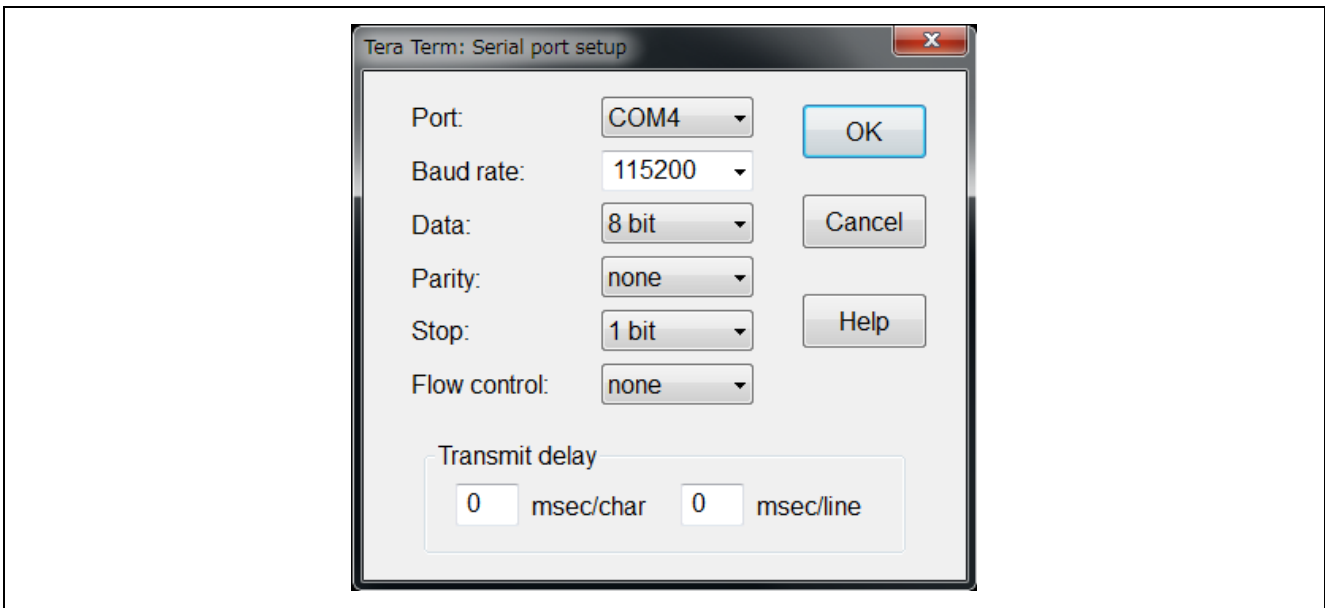 Tera Term: Serial port setup
x
Port: COM4 OK
Baud rate: 115200
Data: 8 bit Cancel
Parity: none
Stop: 1 bit Help
Flow control: none
Transmit delay
0 msec/char 0 msec/line